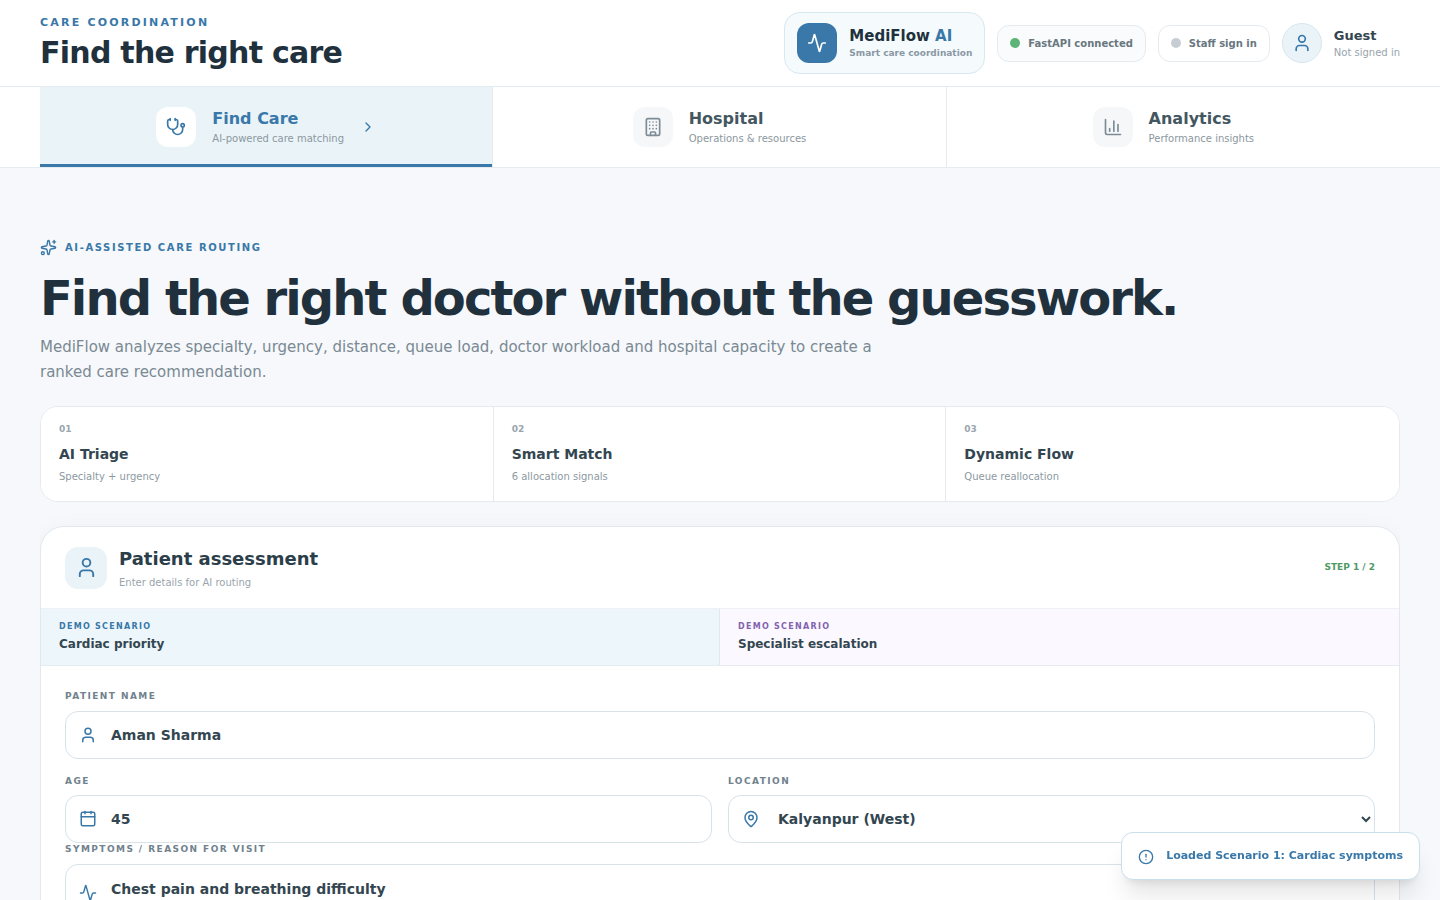 CARE COORDINATION
Find the right care
MediFlow AI
Smart care coordination
FastAPI connected
Staff sign in
Guest
Not signed in
Find Care
AI-powered care matching
Hospital
Operations & resources
Analytics
Performance insights
AI-ASSISTED CARE ROUTING
Find the right doctor without the guesswork.
MediFlow analyzes specialty, urgency, distance, queue load, doctor workload and hospital capacity to create a
ranked care recommendation.
01
AI Triage
Specialty + urgency
02
Smart Match
6 allocation signals
03
Dynamic Flow
Queue reallocation
Patient assessment
Enter details for AI routing
STEP 1 / 2
DEMO SCENARIO
Cardiac priority
DEMO SCENARIO
Specialist escalation
PATIENT NAME
Aman Sharma
AGE
45
LOCATION
Kalyanpur (West)
SYMPTOMS / REASON FOR VISIT
Chest pain and breathing difficulty
Loaded Scenario 1: Cardiac symptoms